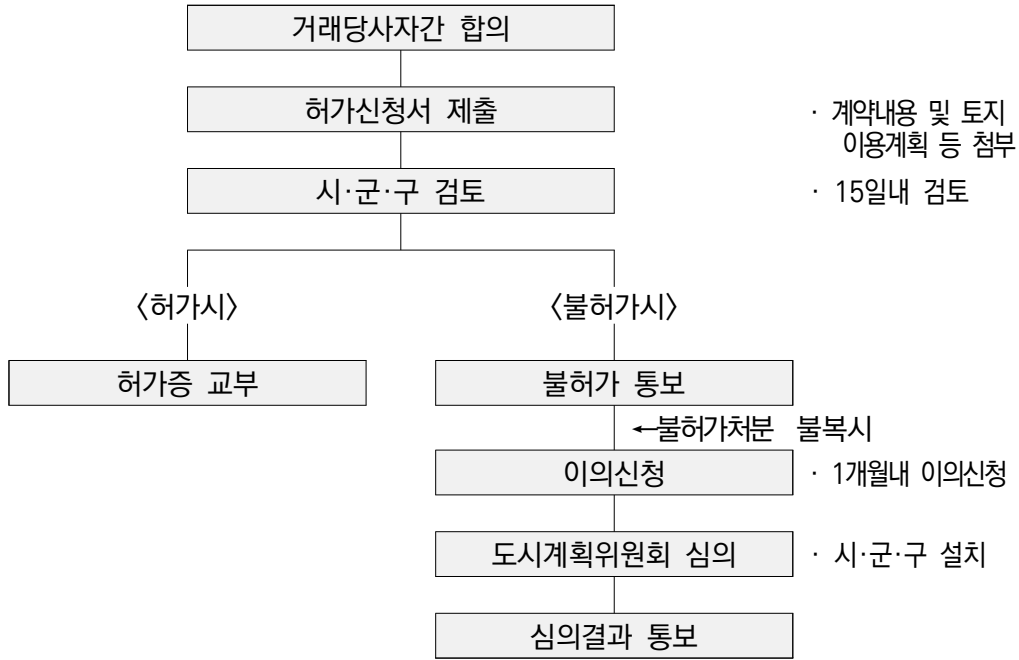 거래당사자간 합의
허가신청서 제출
· 계약내용 및 토지
이용계획 등 첨부
시·군·구 검토
· 15일내 검토
〈허가시〉
〈불허가시〉
허가증 교부
불허가 통보
←불허가처분 불복시
이의신청
· 1개월내 이의신청
도시계획위원회 심의
· 시·군·구 설치
심의결과 통보